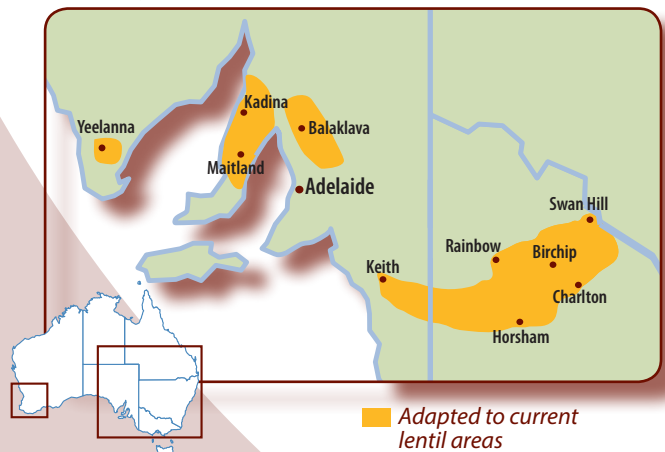 Kadina
Yeelanna
Balaklava
Maitland
Adelaide
Swan Hill
Rainbow
Birchip
Keith
Charlton
Horsham
Adapted to current
lentil areas